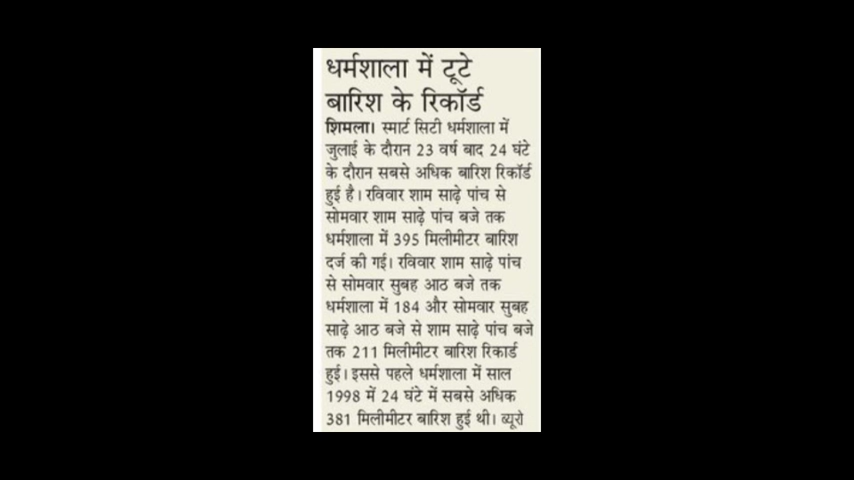 धर्मशाला में टूटे
बारिश के रिकॉर्ड
शिमला। स्मार्ट सिटी धर्मशाला में
जुलाई के दौरान 23 वर्ष बाद 24 घंटे
के दौरान सबसे अधिक बारिश रिकॉर्ड
हुई है। रविवार शाम साढ़े पांच से
सोमवार शाम साढ़े पांच बजे तक
धर्मशाला में 395 मिलीमीटर बारिश
दर्ज की गई। रविवार शाम साढ़े पांच
से सोमवार सुबह आठ बजे तक
धर्मशाला में 184 और सोमवार सुबह
साढ़े आठ बजे से शाम साढ़े पांच बजे
तक 211 मिलीमीटर बारिश रिकार्ड
हुई। इससे पहले धर्मशाला में साल
1998 में 24 घंटे में सबसे अधिक
381 मिलीमीटर बारिश हुई थी। ब्यूरो